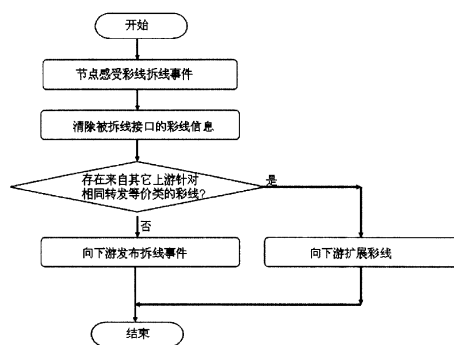 开始
节点感受彩线拆线事件
清除被拆线接口的彩线信息
存在来自其它上游针对
相同转发等价类的彩线?
是
否
向下游发布拆线事件
向下游扩展彩线
结束